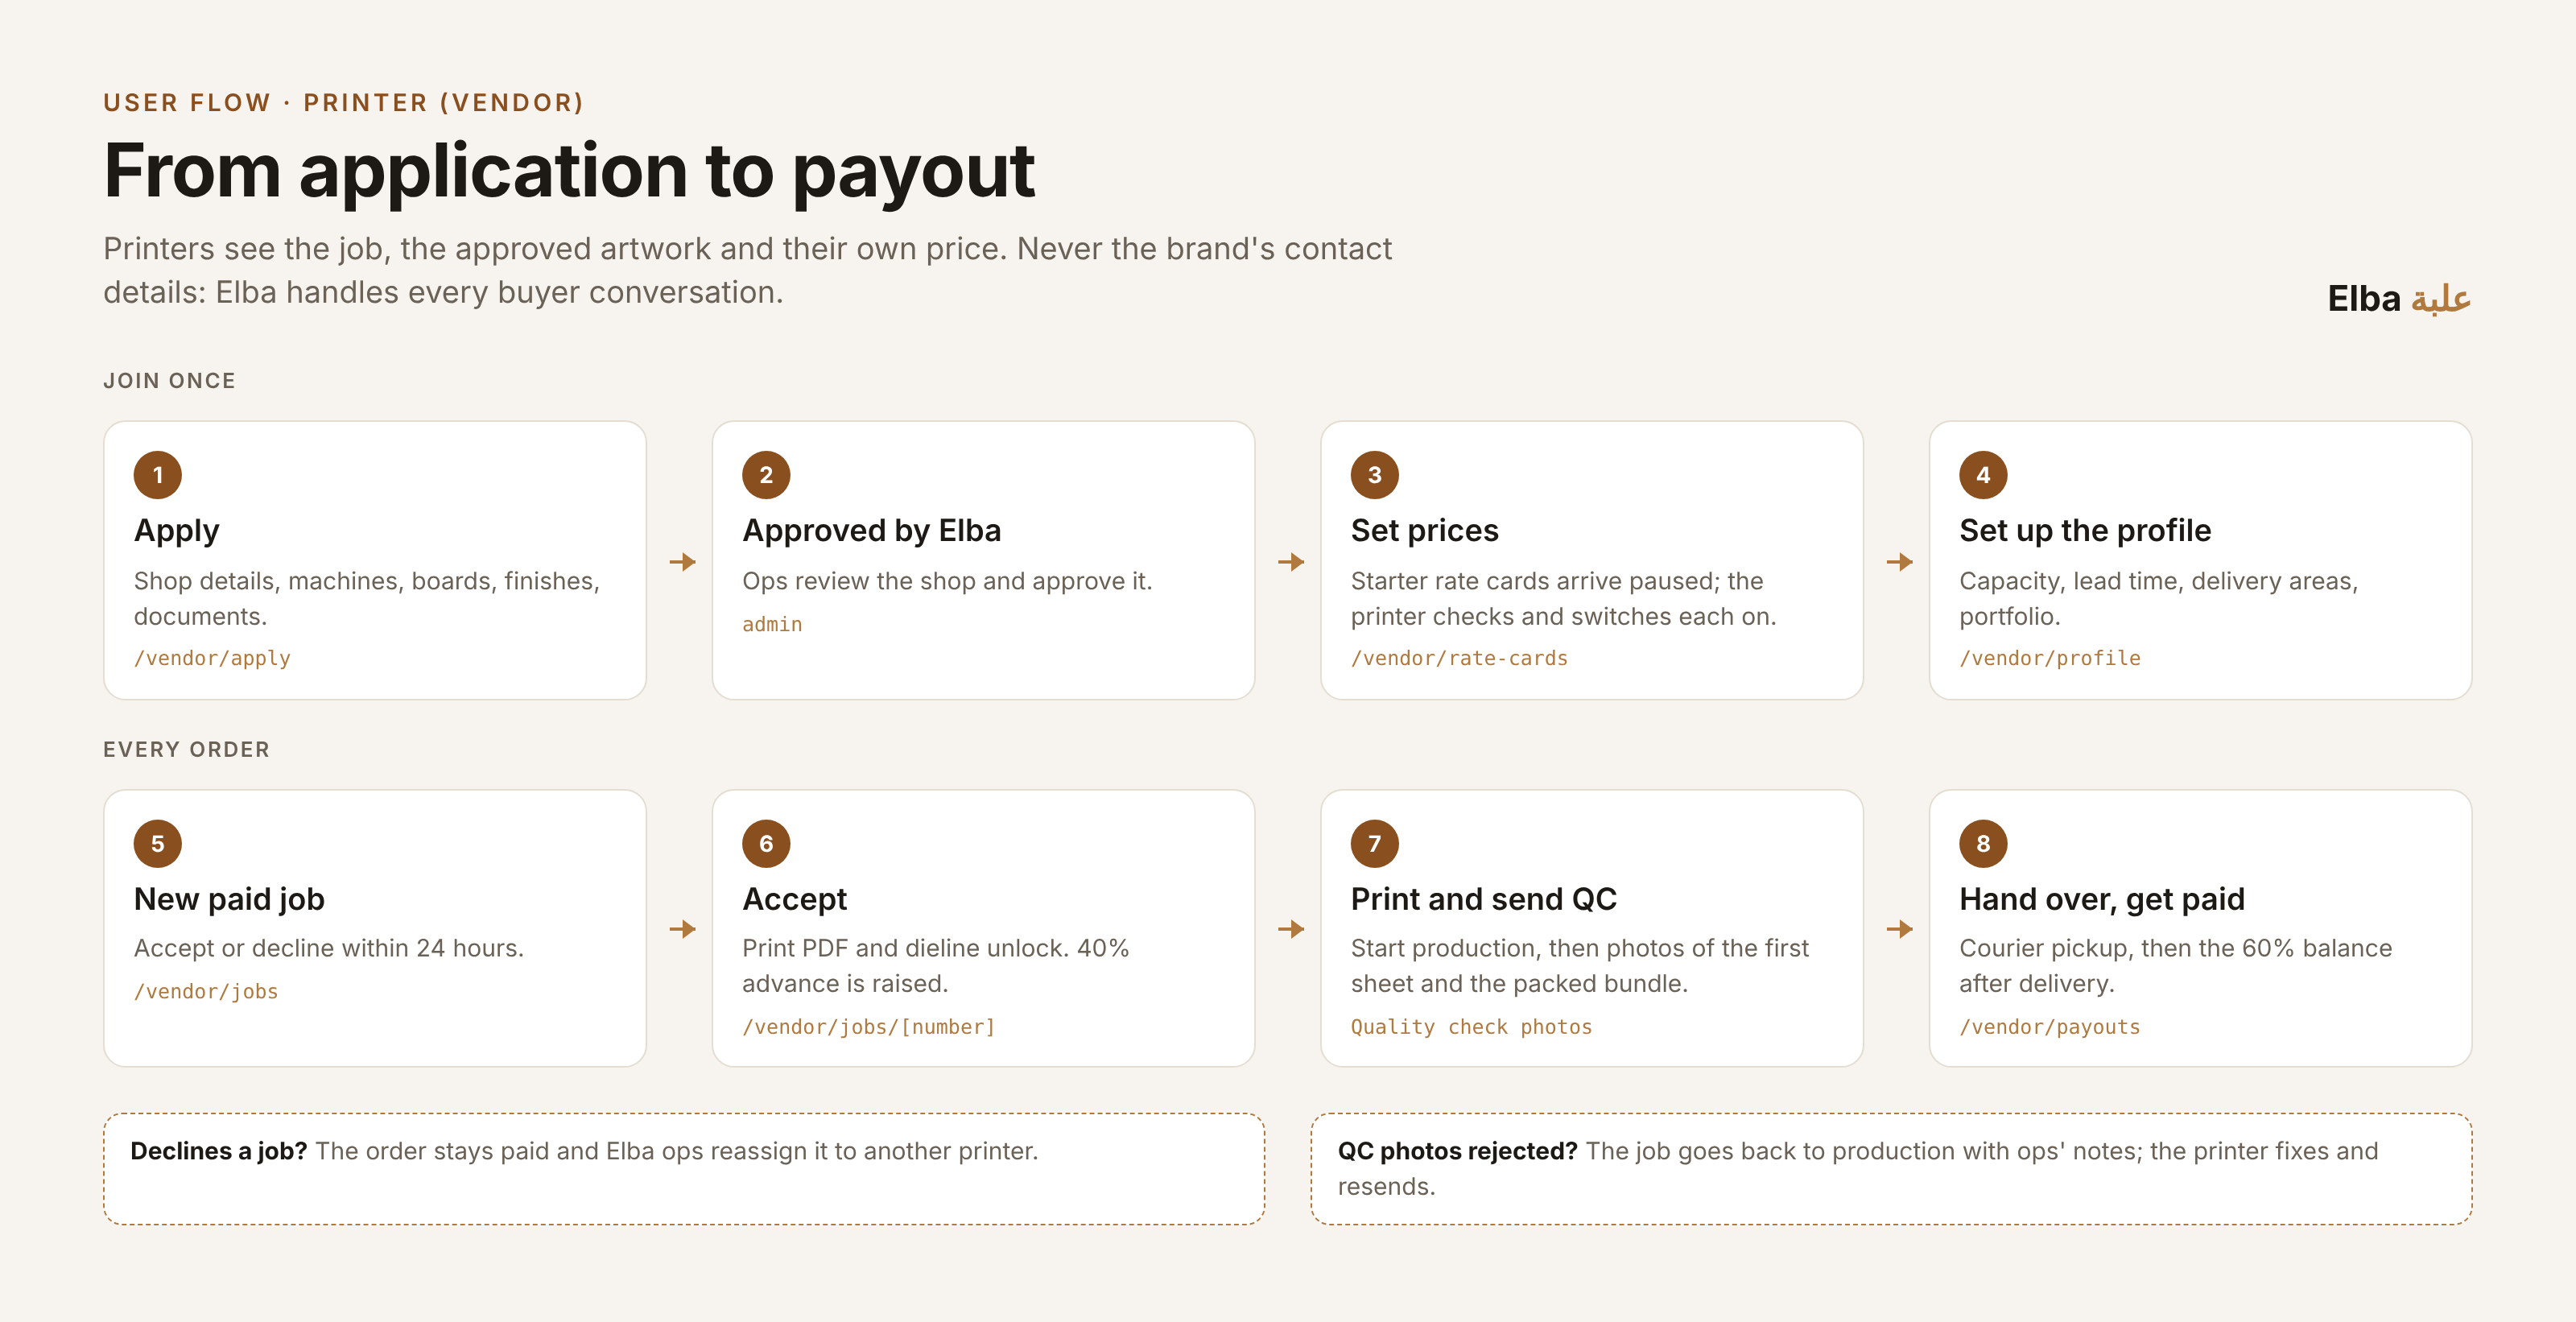 USER FLOW · PRINTER (VENDOR)
From application to payout
Printers see the job, the approved artwork and their own price. Never the brand's contact
details: Elba handles every buyer conversation.
Elba علبة
JOIN ONCE
1
Apply
Shop details, machines, boards, finishes,
documents.
/vendor/apply
2
Approved by Elba
Ops review the shop and approve it.
admin
3
Set prices
Starter rate cards arrive paused; the
printer checks and switches each on.
/vendor/rate-cards
4
Set up the profile
Capacity, lead time, delivery areas,
portfolio.
/vendor/profile
EVERY ORDER
5
New paid job
Accept or decline within 24 hours.
/vendor/jobs
6
Accept
Print PDF and dieline unlock. 40%
advance is raised.
/vendor/jobs/[number]
7
Print and send QC
Start production, then photos of the first
sheet and the packed bundle.
Quality check photos
8
Hand over, get paid
Courier pickup, then the 60% balance
after delivery.
/vendor/payouts
Declines a job? The order stays paid and Elba ops reassign it to another printer.
QC photos rejected? The job goes back to production with ops' notes; the printer fixes and
resends.